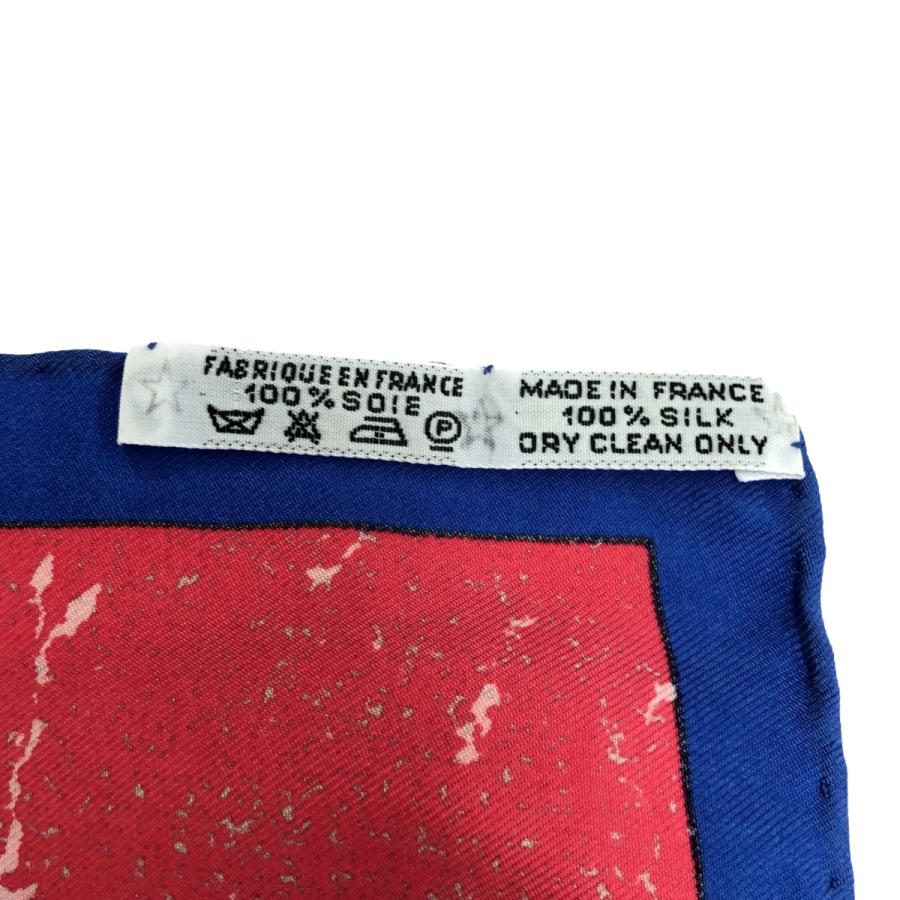 FABRIQUE EN FRANCE
100% SOIE
P
MADE IN FRANCE
100% SILK
DRY CLEAN ONLY